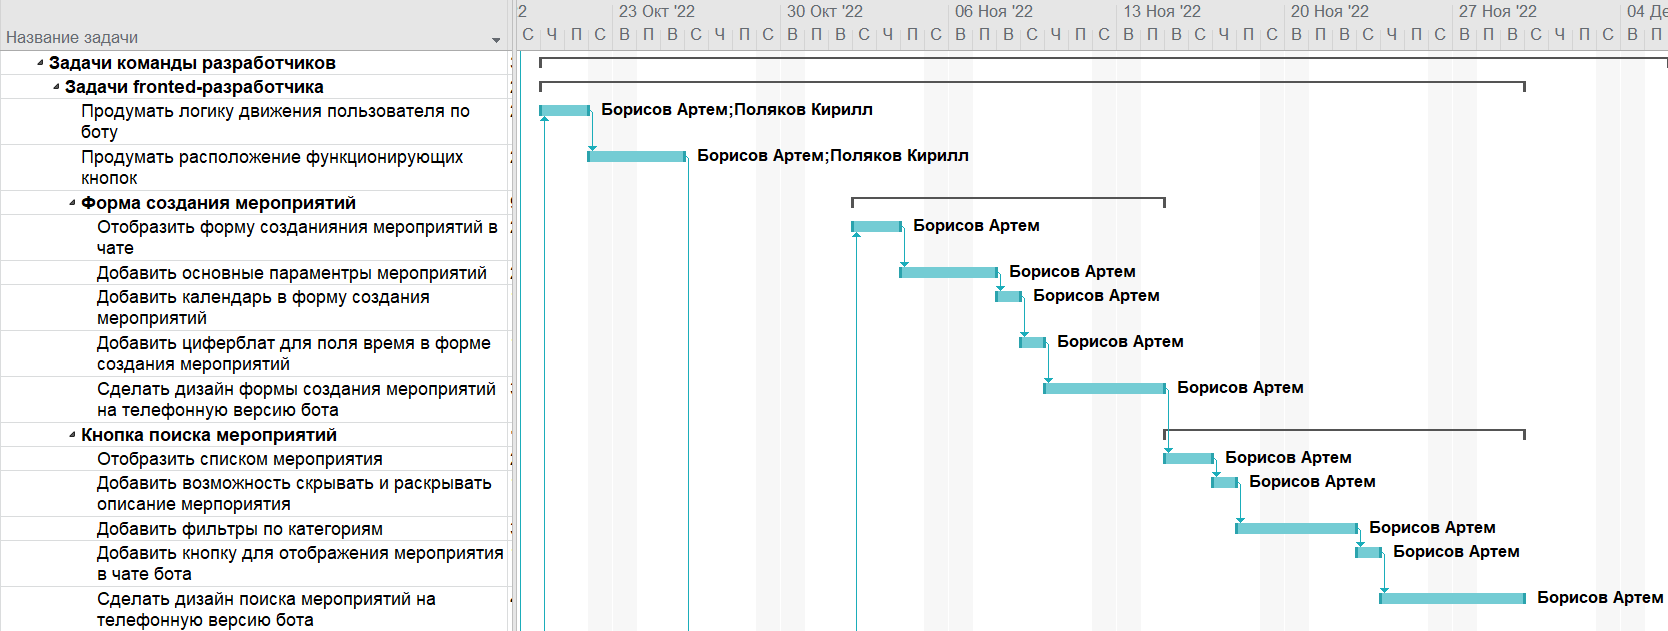 2 23 Окт '22 30 Окт '22 06 Ноя '22 13 Ноя '22 20 Ноя '22 27 Ноя '22 04 Де
Название задачи
С Ч П С В П В С Ч П С В П В С Ч П С В П В С Ч П С В П В С Ч П С В П В С Ч П С В П В С Ч П С В П
Задачи команды разработчиков
Задачи fronted-разработчика
Продумать логику движения пользователя по
боту
Борисов Артем;Поляков Кирилл
Продумать расположение функционирующих
кнопок
Борисов Артем;Поляков Кирилл
Форма создания мероприятий
Отобразить форму созданияния мероприятий в
чате
Борисов Артем
Добавить основные параментры мероприятий
Борисов Артем
Добавить календарь в форму создания
мероприятий
Борисов Артем
Добавить циферблат для поля время в форме
создания мероприятий
Борисов Артем
Сделать дизайн формы создания мероприятий
на телефонную версию бота
Борисов Артем
Кнопка поиска мероприятий
Отобразить списком мероприятия
Борисов Артем
Добавить возможность скрывать и раскрывать
описание мерпориятия
Борисов Артем
Добавить фильтры по категориям
Борисов Артем
Добавить кнопку для отображения мероприятия
в чате бота
Борисов Артем
Сделать дизайн поиска мероприятий на
телефонную версию бота
Борисов Артем